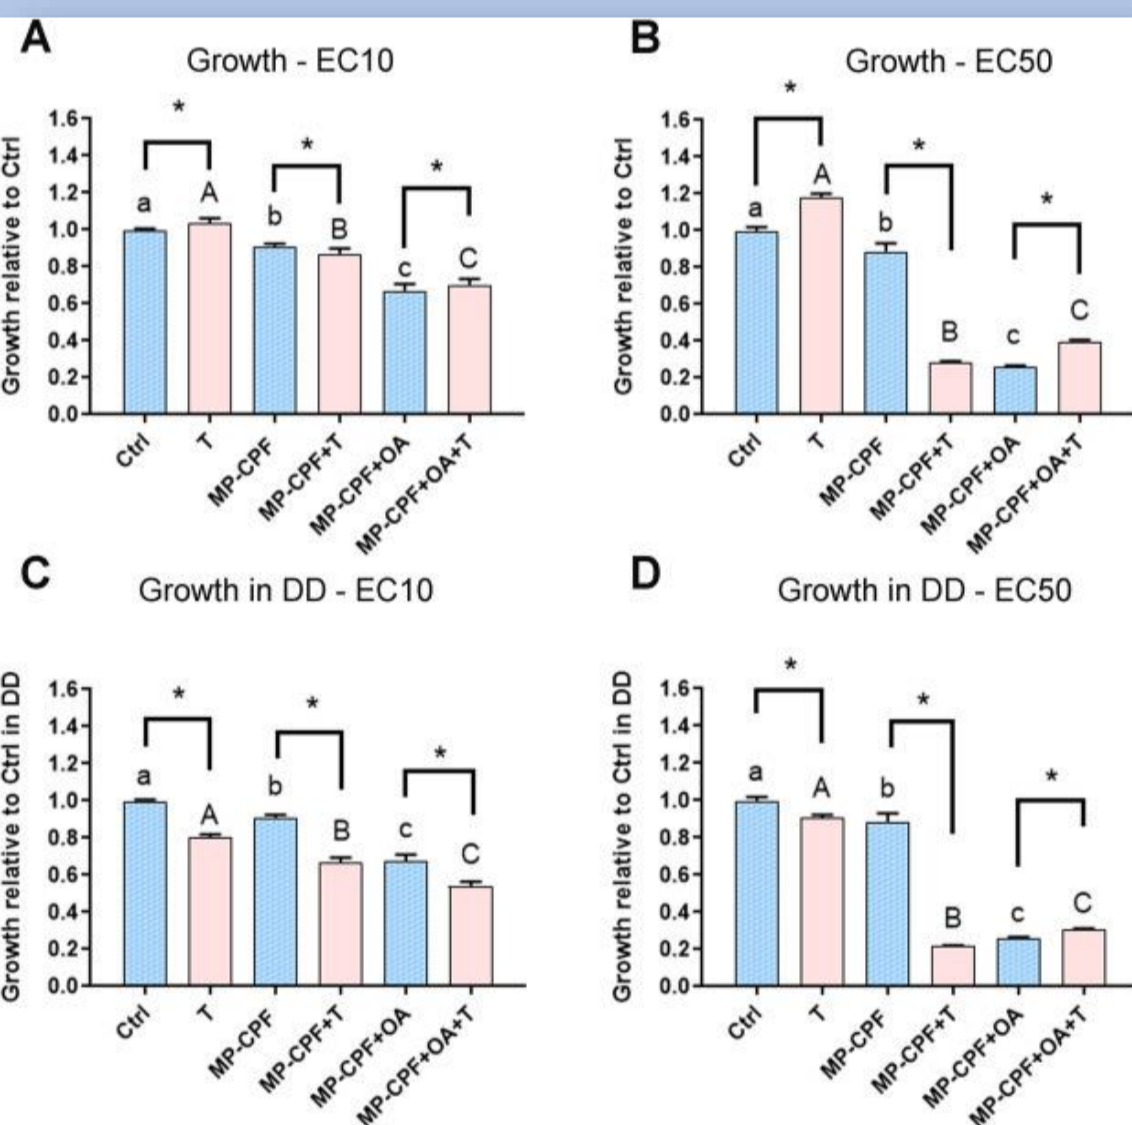 A
Growth - EC10
Growth relative to Ctrl
1.6
1.4
1.2
1.0
0.8
0.6
0.4
0.2
0.0
*
*
*
a
A
b
B
c
C
Ctrl
T
MP-CPF
MP-CPF+T
MP-CPF+OA
MP-CPF+OA+T
B
Growth - EC50
Growth relative to Ctrl
1.6
1.4
1.2
1.0
0.8
0.6
0.4
0.2
0.0
*
*
*
a
A
b
B
c
C
Ctrl
T
MP-CPF
MP-CPF+T
MP-CPF+OA
MP-CPF+OA+T
C
Growth in DD - EC10
Growth relative to Ctrl in DD
1.6
1.4
1.2
1.0
0.8
0.6
0.4
0.2
0.0
*
*
*
a
A
b
B
c
C
Ctrl
T
MP-CPF
MP-CPF+T
MP-CPF+OA
MP-CPF+OA+T
D
Growth in DD - EC50
Growth relative to Ctrl in DD
1.6
1.4
1.2
1.0
0.8
0.6
0.4
0.2
0.0
*
*
*
a
A
b
B
c
C
Ctrl
T
MP-CPF
MP-CPF+T
MP-CPF+OA
MP-CPF+OA+T